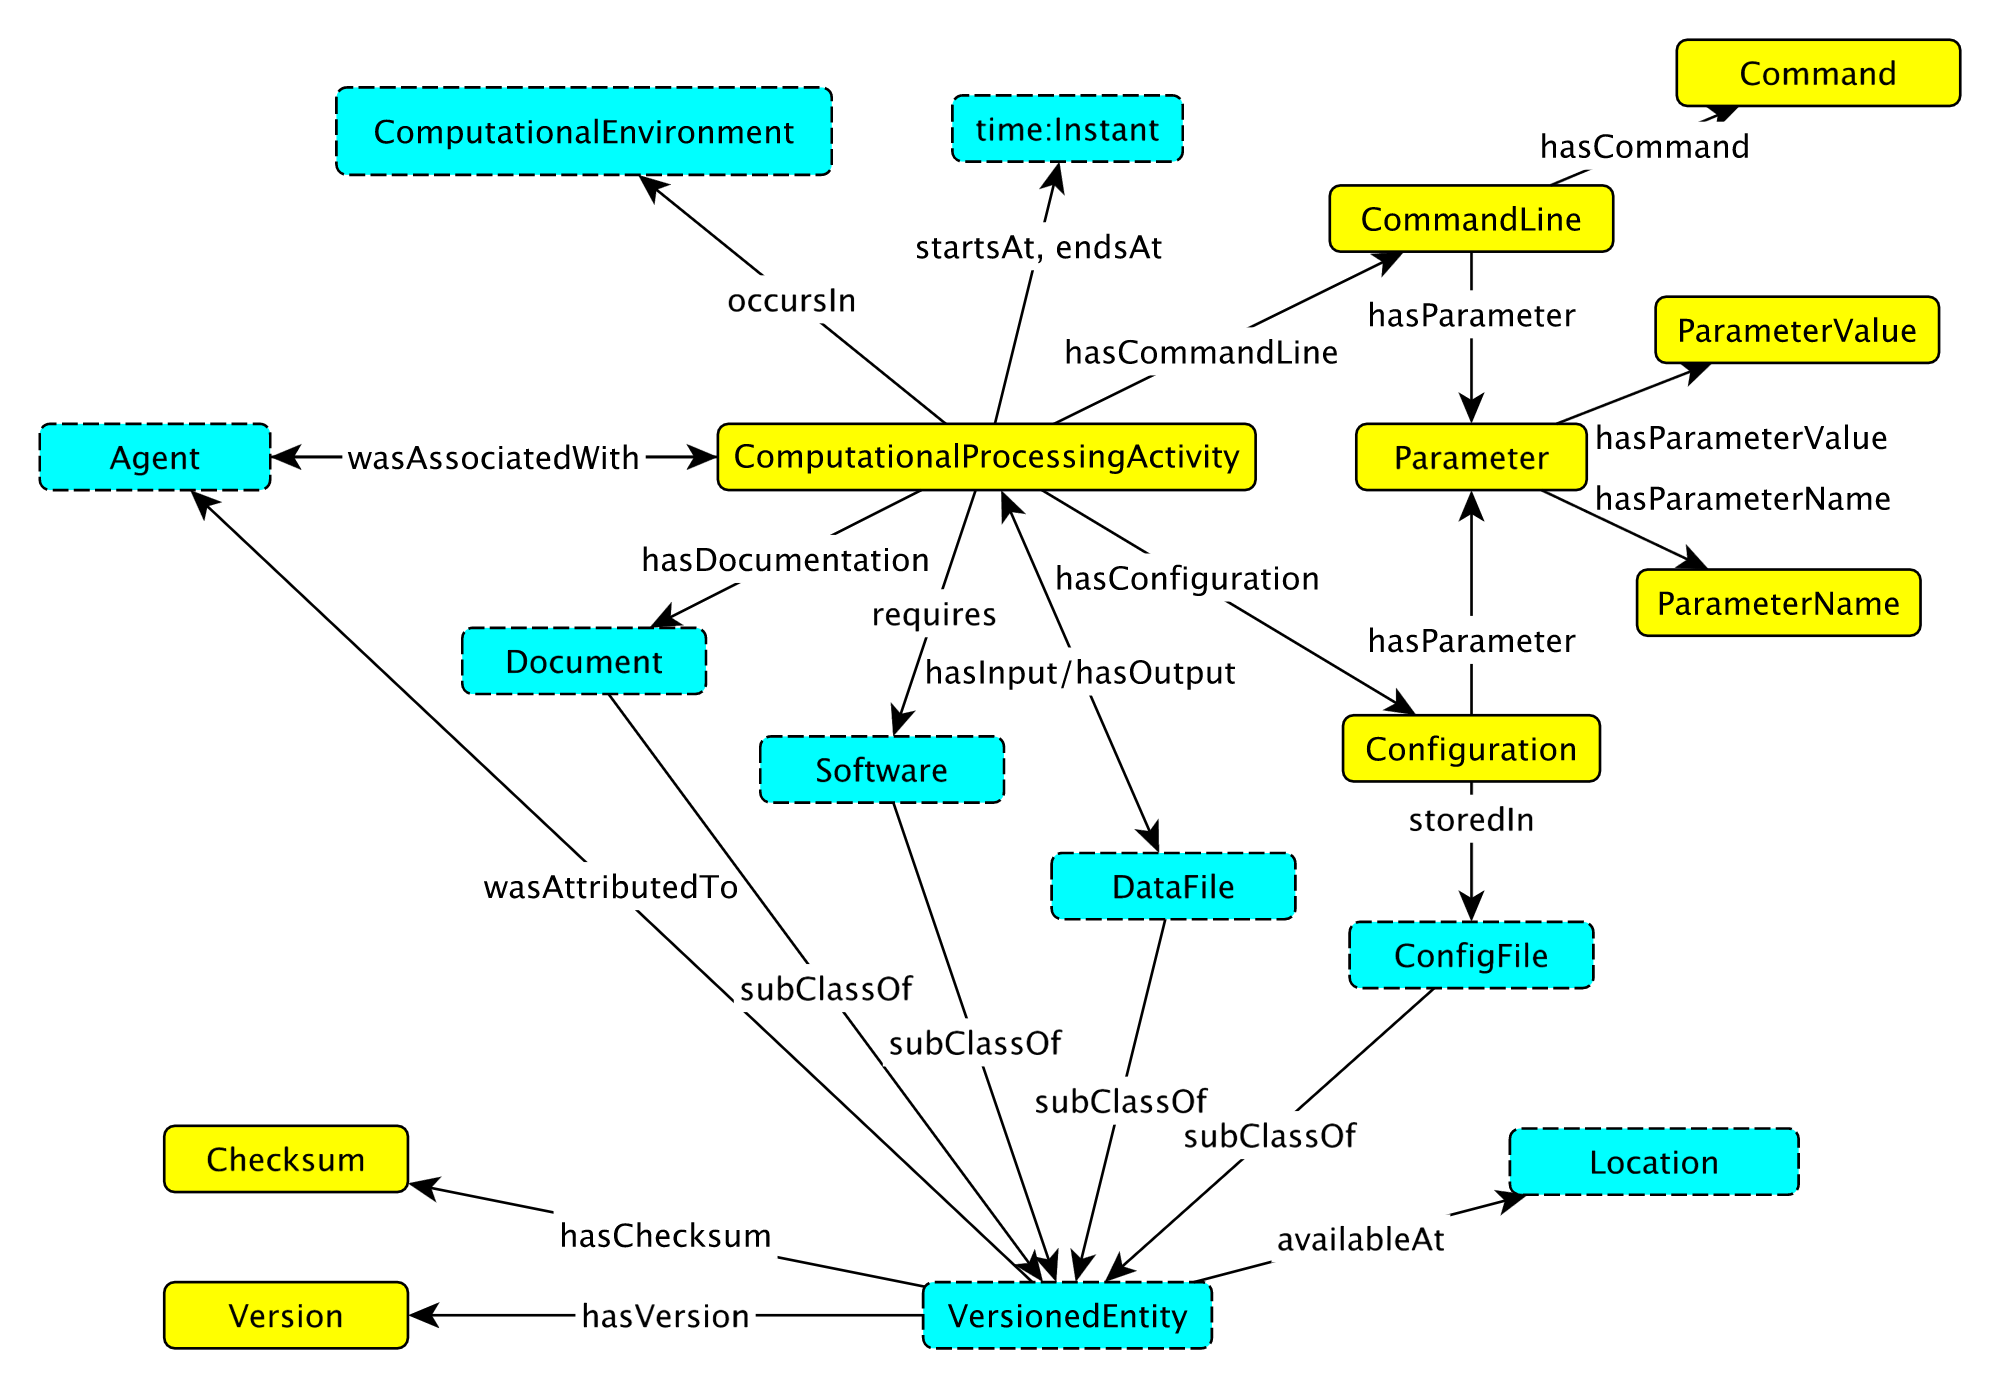 Command
ComputationalEnvironment
time:Instant
hasCommand
CommandLine
startsAt, endsAt
occursIn
hasParameter
ParameterValue
hasCommandLine
Agent
wasAssociatedWith
ComputationalProcessingActivity
Parameter
hasParameterValue
hasParameterName
hasDocumentation
hasConfiguration
ParameterName
requires
hasParameter
Document
hasInput/hasOutput
Configuration
Software
storedIn
wasAttributedTo
DataFile
ConfigFile
subClassOf
subClassOf
subClassOf
subClassOf
Checksum
Location
hasChecksum
availableAt
Version
hasVersion
VersionedEntity